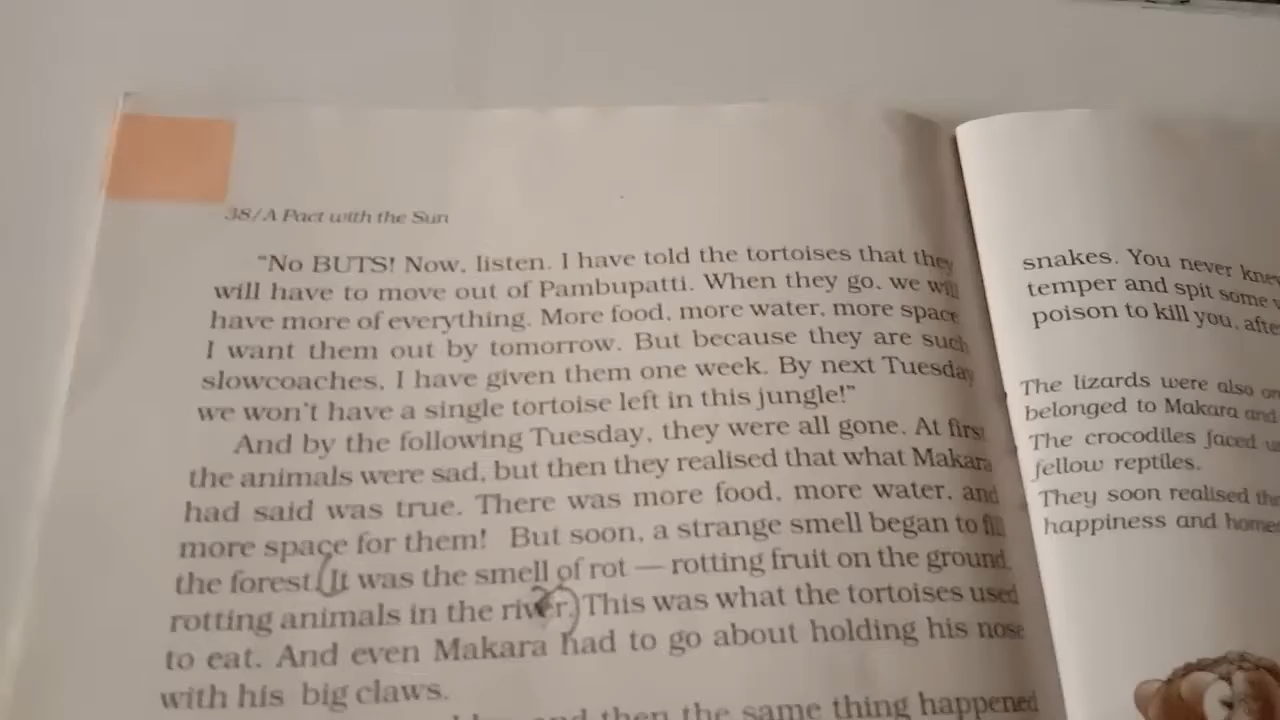 38/A Pact with the Sun
"No BUTS! Now, listen. I have told the tortoises that they
will have to move out of Pambupatti. When they go, we will
have more of everything. More food, more water, more space
I want them out by tomorrow. But because they are such
slowcoaches, I have given them one week. By next Tuesday
we won't have a single tortoise left in this jungle!"
And by the following Tuesday, they were all gone. At first
the animals were sad, but then they realised that what Makara
had said was true. There was more food, more water, and
more space for them! But soon, a strange smell began to fill
the forest. It was the smell of rot — rotting fruit on the ground
rotting animals in the river. This was what the tortoises used
to eat. And even Makara had to go about holding his nose
with his big claws.
and then the same thing happened
snakes. You never knew
temper and spit some
poison to kill you, after
The lizards were also
belonged to Makara and
The crocodiles faced
fellow reptiles.
They soon realised
happiness and